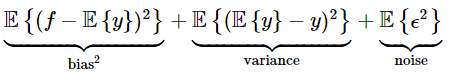 𝔼{(f − 𝔼{y})²} + 𝔼{(𝔼{y} − y)²} + 𝔼{ϵ²}
bias² variance noise